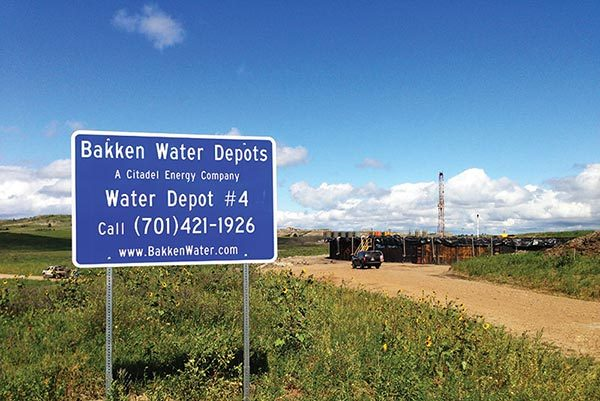 Bakken Water Depots
A Citadel Energy Company
Water Depot #4
Call (701)421-1926
www.BakkenWater.com